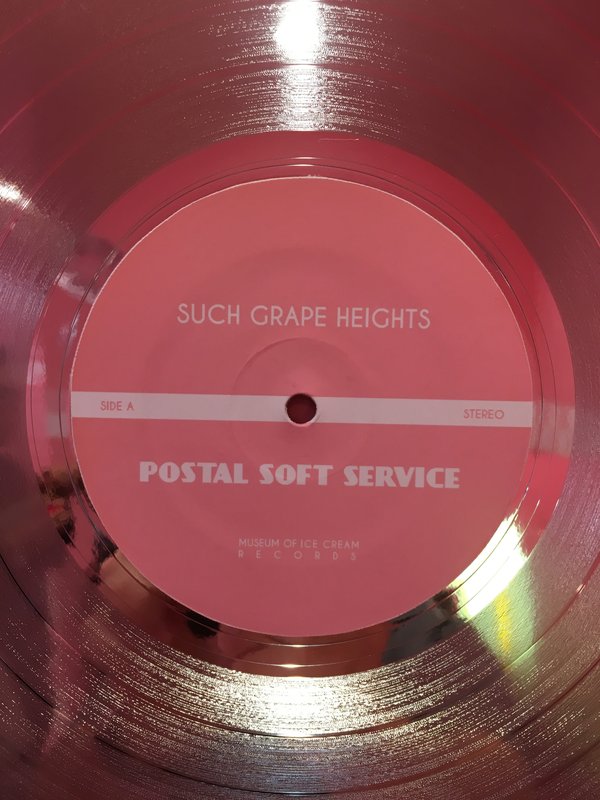 SUCH GRAPE HEIGHTS
SIDE A
STEREO
POSTAL SOFT SERVICE
MUSEUM OF ICE CREAM
RECORDS